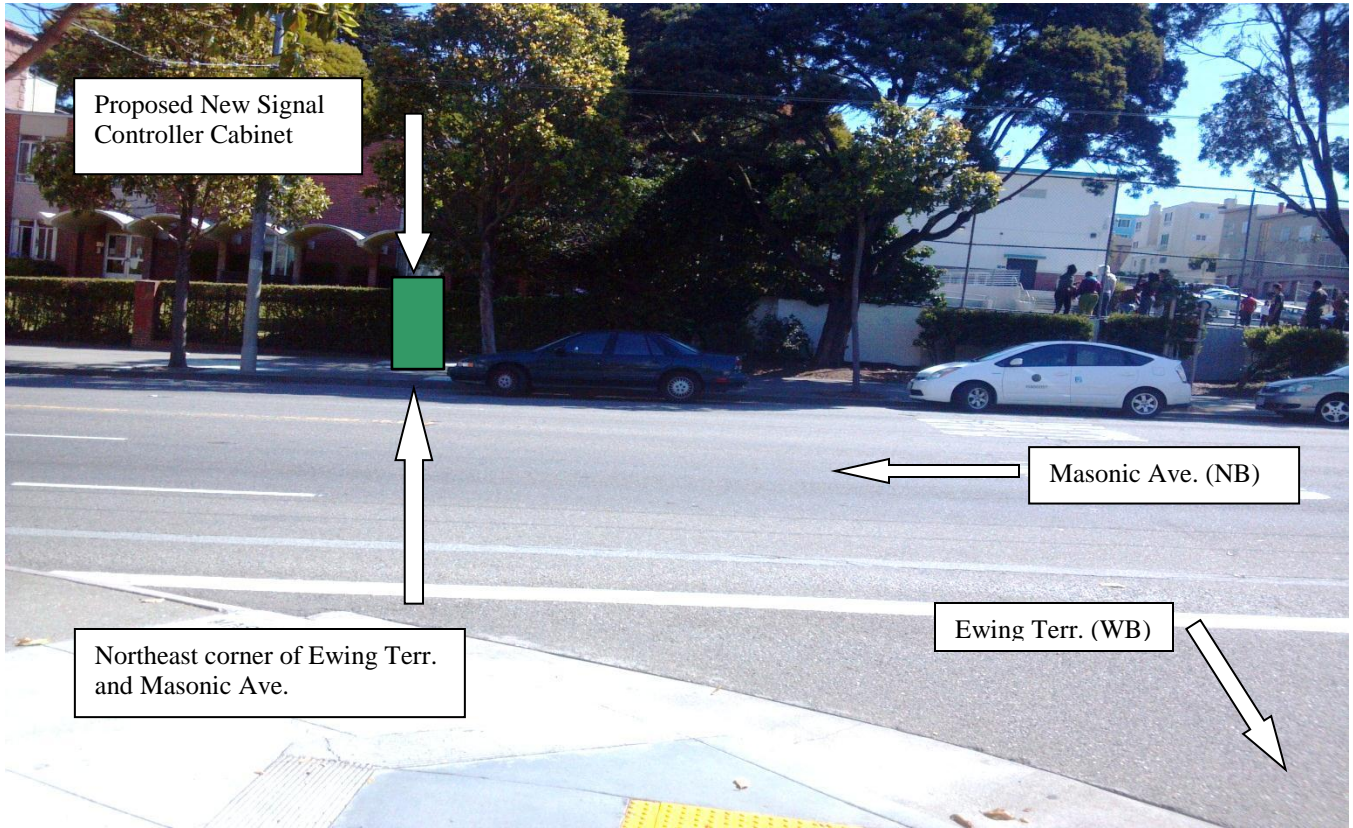 Proposed New Signal
Controller Cabinet
Masonic Ave. (NB)
Ewing Terr. (WB)
Northeast corner of Ewing Terr.
and Masonic Ave.